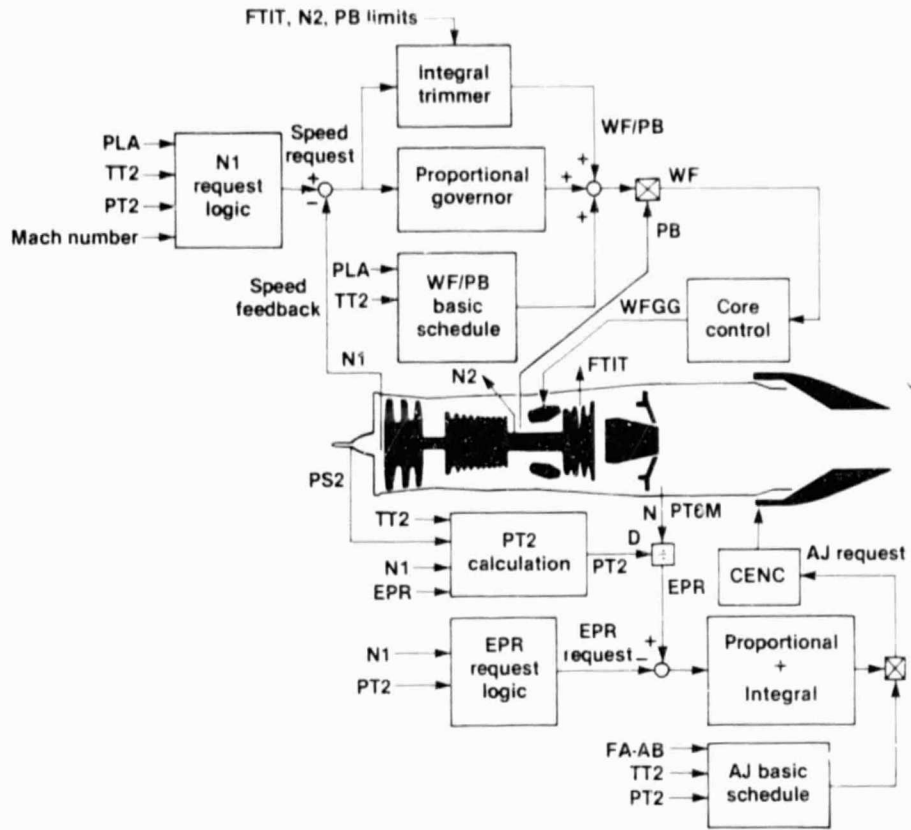 FTIT, N2, PB limits
Integral
trimmer
WF/PB
PLA
TT2
PT2
Mach number
N1
request
logic
Speed
request
+
−
Proportional
governor
+
+
+
WF
PB
Speed
feedback
PLA
TT2
WF/PB
basic
schedule
WFGG
Core
control
N1
N2
FTIT
PS2
TT2
N1
EPR
PT2
calculation
PT2
D
N
PT6M
÷
EPR
CENC
AJ request
N1
PT2
EPR
request
logic
EPR
request
+
−
Proportional
+
Integral
FA-AB
TT2
PT2
AJ basic
schedule